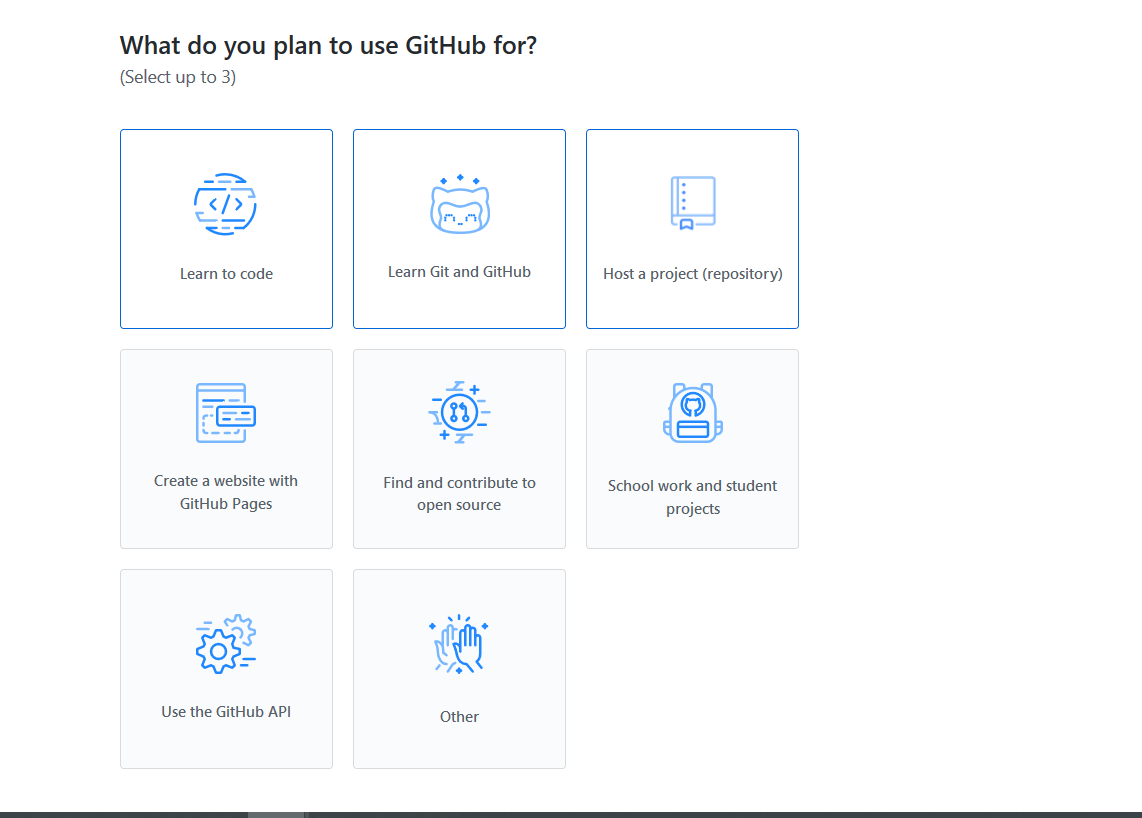 What do you plan to use GitHub for?
(Select up to 3)
Learn to code
Learn Git and GitHub
Host a project (repository)
Create a website with
GitHub Pages
Find and contribute to
open source
School work and student
projects
Use the GitHub API
Other